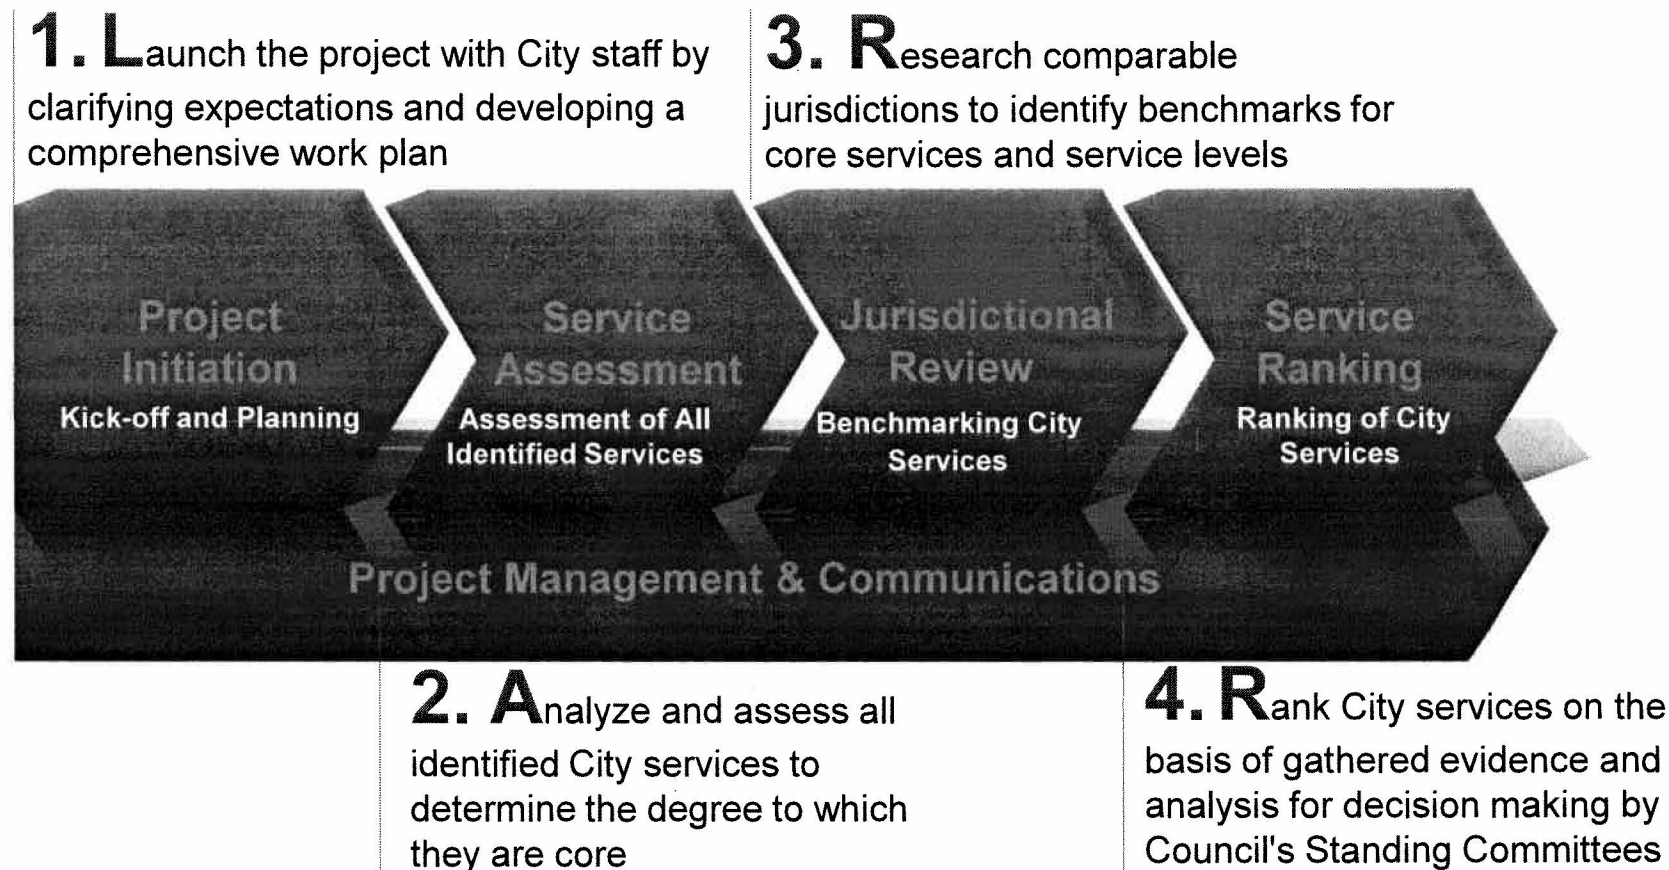 1. Launch the project with City staff by
clarifying expectations and developing a
comprehensive work plan
3. Research comparable
jurisdictions to identify benchmarks for
core services and service levels
Project
Initiation
Kick-off and Planning
Service
Assessment
Assessment of All
Identified Services
Jurisdictional
Review
Benchmarking City
Services
Service
Ranking
Ranking of City
Services
Project Management & Communications
2. Analyze and assess all
identified City services to
determine the degree to which
they are core
4. Rank City services on the
basis of gathered evidence and
analysis for decision making by
Council's Standing Committees